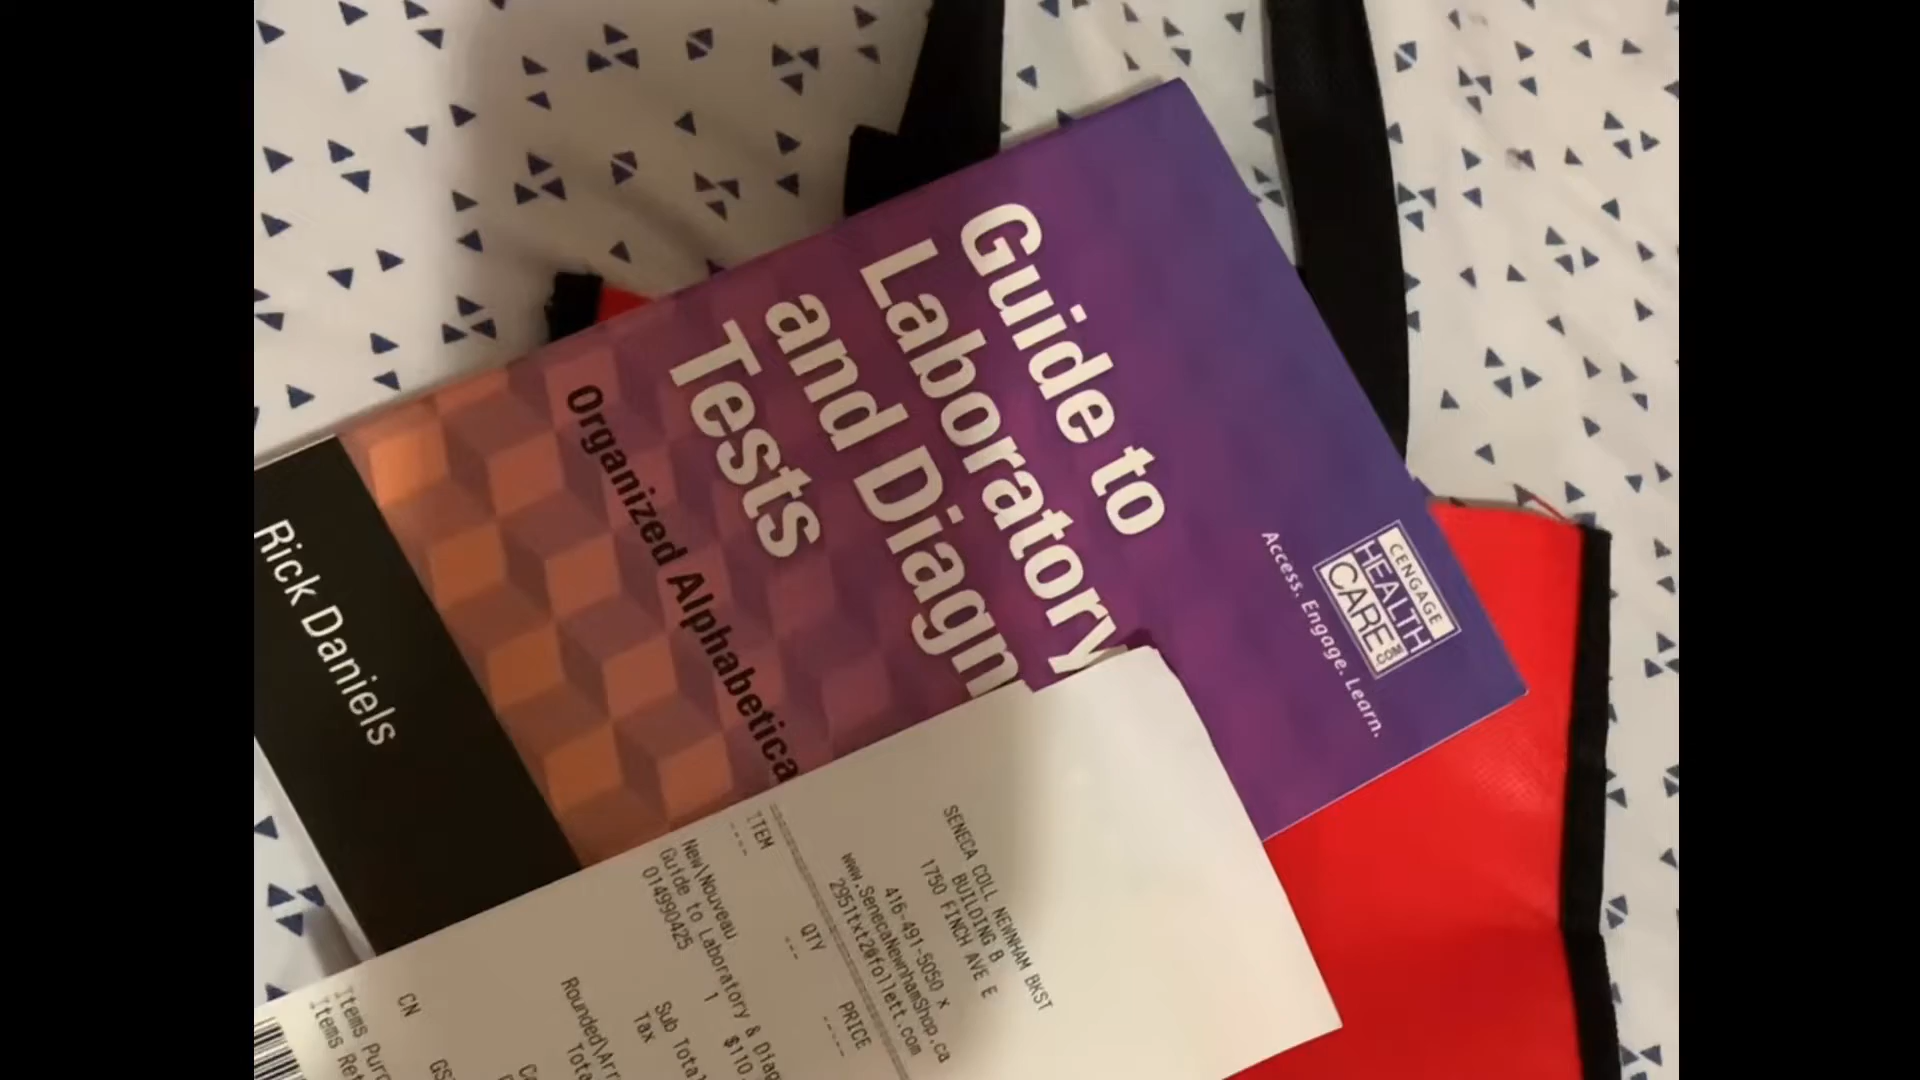 Guide to
Laboratory
and Diagn
Tests
Organized Alphabetica
Rick Daniels
CENGAGE
HEALTH
CARE
.COM
Access. Engage. Learn.
SENECA COLL NEWNHAM BKST
BUILDING B
1750 FINCH AVE E
416-491-5050 x
www.SenecaNewnhamShop.ca
2951txt2@follett.com
ITEM QTY PRICE
---- --- -----
New\Nouveau
Guide to Laboratory & Diag
014990425 1 $110.
Sub Total
Tax
Rounded\Arr
Tota
CN
Items Purc
Items Ret